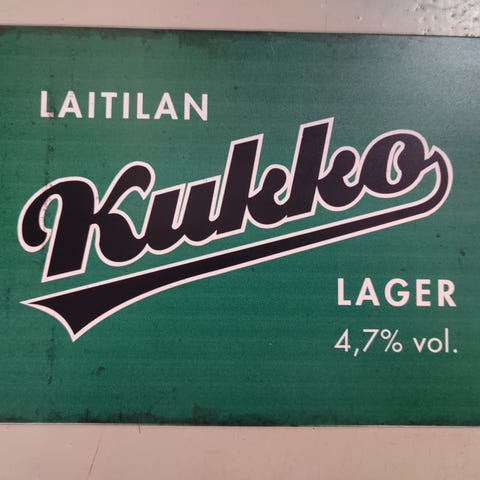 LAITILAN
Kukko
LAGER
4,7% vol.